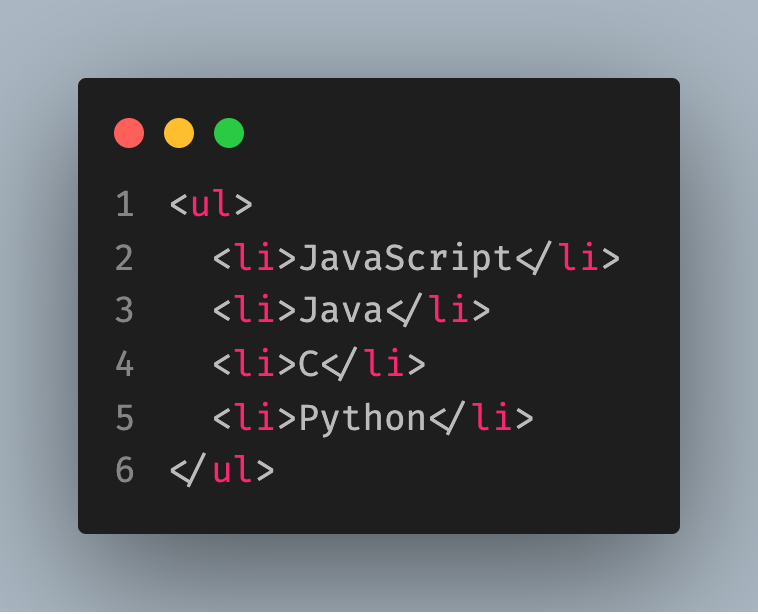 1 <ul>
2   <li>JavaScript</li>
3   <li>Java</li>
4   <li>C</li>
5   <li>Python</li>
6 </ul>